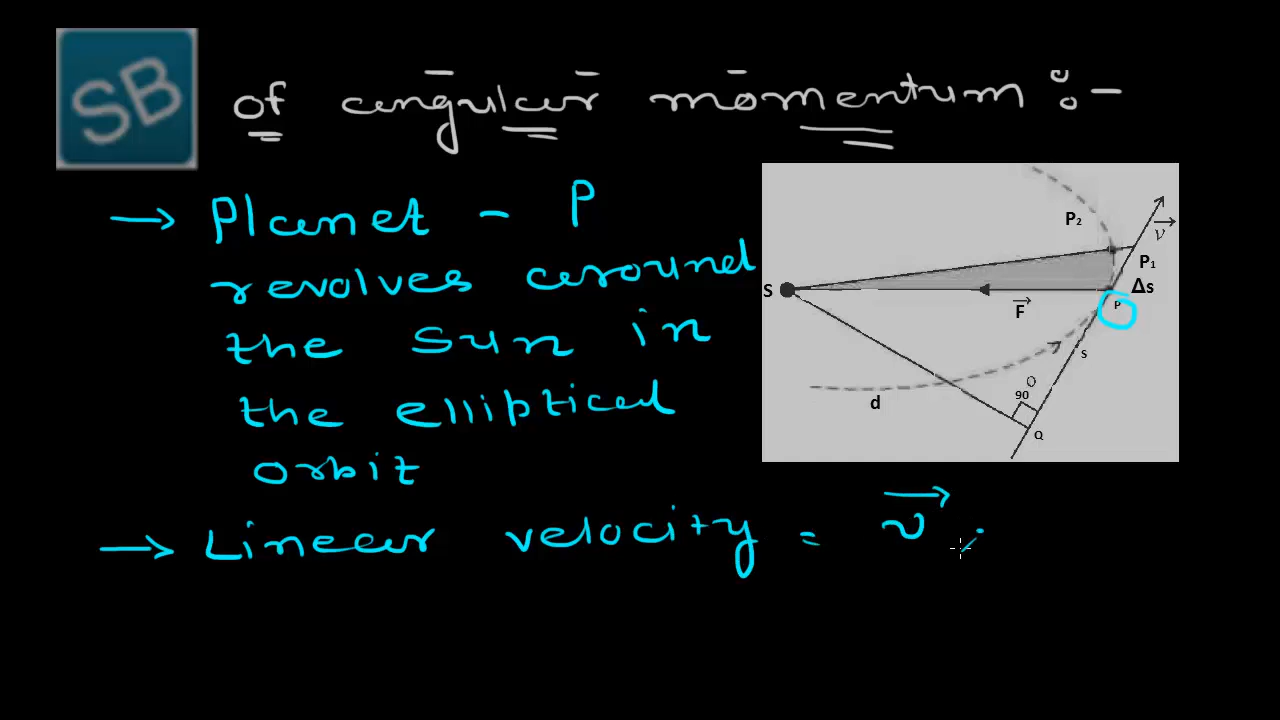 SB
of angular momentum :-
→ Planet - P
revolves around
the Sun in
the elliptical
orbit
→ Linear velocity = v⃗
P₂
v⃗
P₁
S
Δs
P
F⃗
s
d
90
O
Q